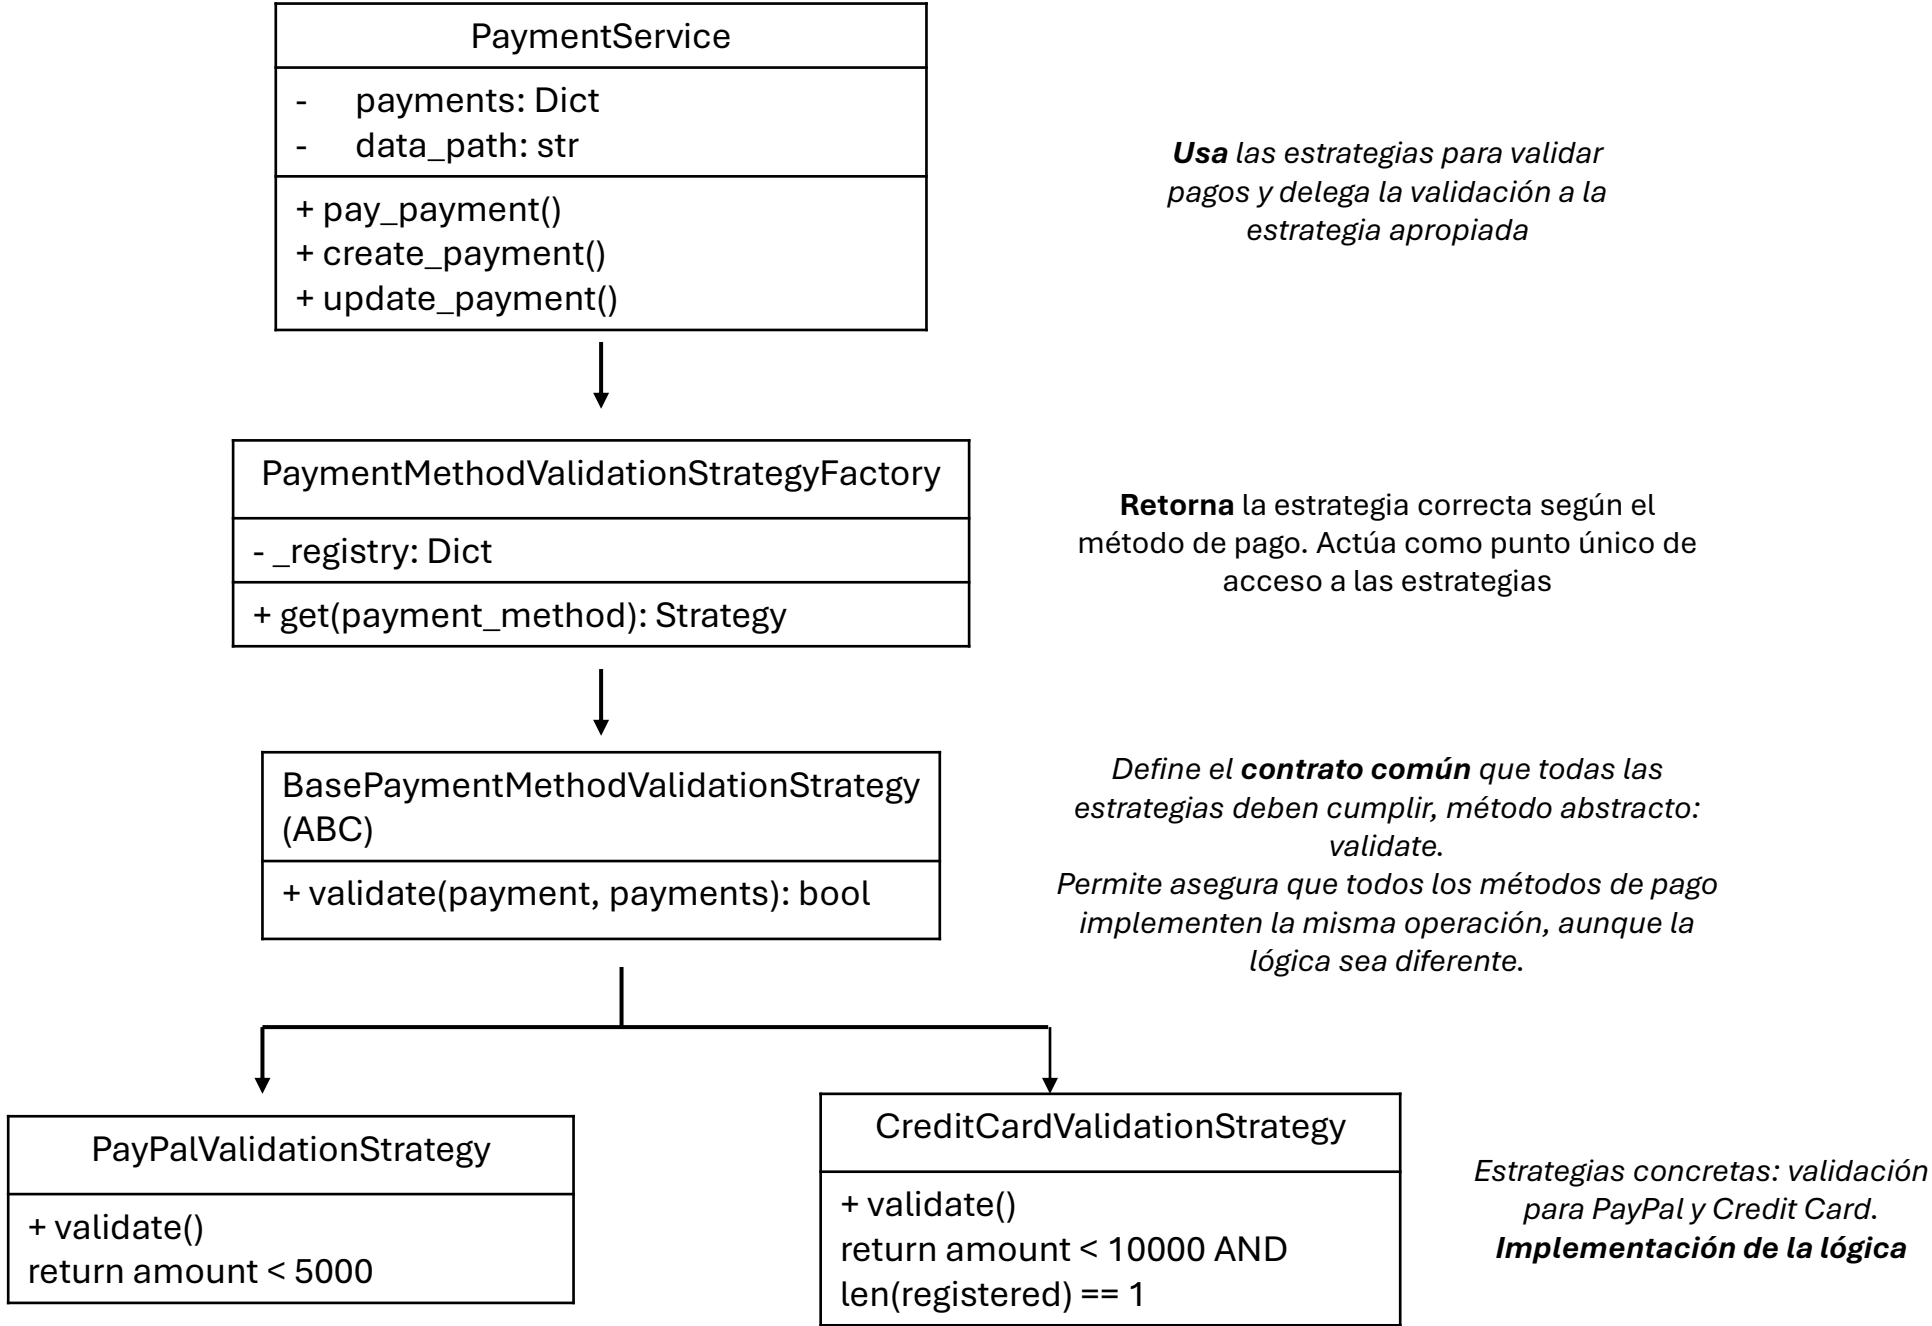 PaymentService
- payments: Dict
- data_path: str
+ pay_payment()
+ create_payment()
+ update_payment()
Usa las estrategias para validar
pagos y delega la validación a la
estrategia apropiada
PaymentMethodValidationStrategyFactory
- _registry: Dict
+ get(payment_method): Strategy
Retorna la estrategia correcta según el
método de pago. Actúa como punto único de
acceso a las estrategias
BasePaymentMethodValidationStrategy
(ABC)
+ validate(payment, payments): bool
Define el contrato común que todas las
estrategias deben cumplir, método abstracto:
validate.
Permite asegura que todos los métodos de pago
implementen la misma operación, aunque la
lógica sea diferente.
PayPalValidationStrategy
+ validate()
return amount < 5000
CreditCardValidationStrategy
+ validate()
return amount < 10000 AND
len(registered) == 1
Estrategias concretas: validación
para PayPal y Credit Card.
Implementación de la lógica